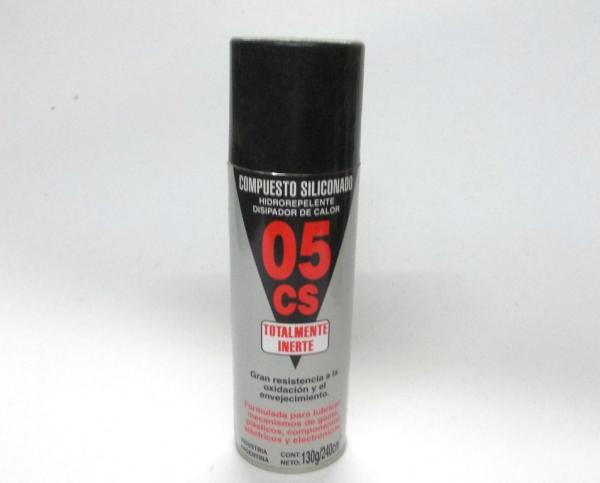 COMPUESTO SILICONADO
HIDROREPELENTE
DISIPADOR DE CALOR
05
CS
TOTALMENTE
INERTE
Gran resistencia a la
oxidación y el
envejecimiento.
Formulada para lubricar
mecanismos de goma,
plásticos, componentes
eléctricos y electrónicos
INDUSTRIA
ARGENTINA
CONT.
NETO: 130g/240cm³